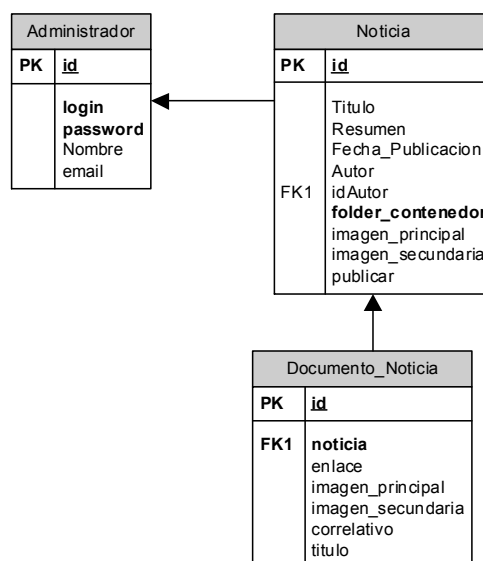 Administrador
PK id
login
password
Nombre
email
Noticia
PK id
Titulo
Resumen
Fecha_Publicacion
Autor
FK1 idAutor
folder_contenedor
imagen_principal
imagen_secundaria
publicar
Documento_Noticia
PK id
FK1 noticia
enlace
imagen_principal
imagen_secundaria
correlativo
titulo